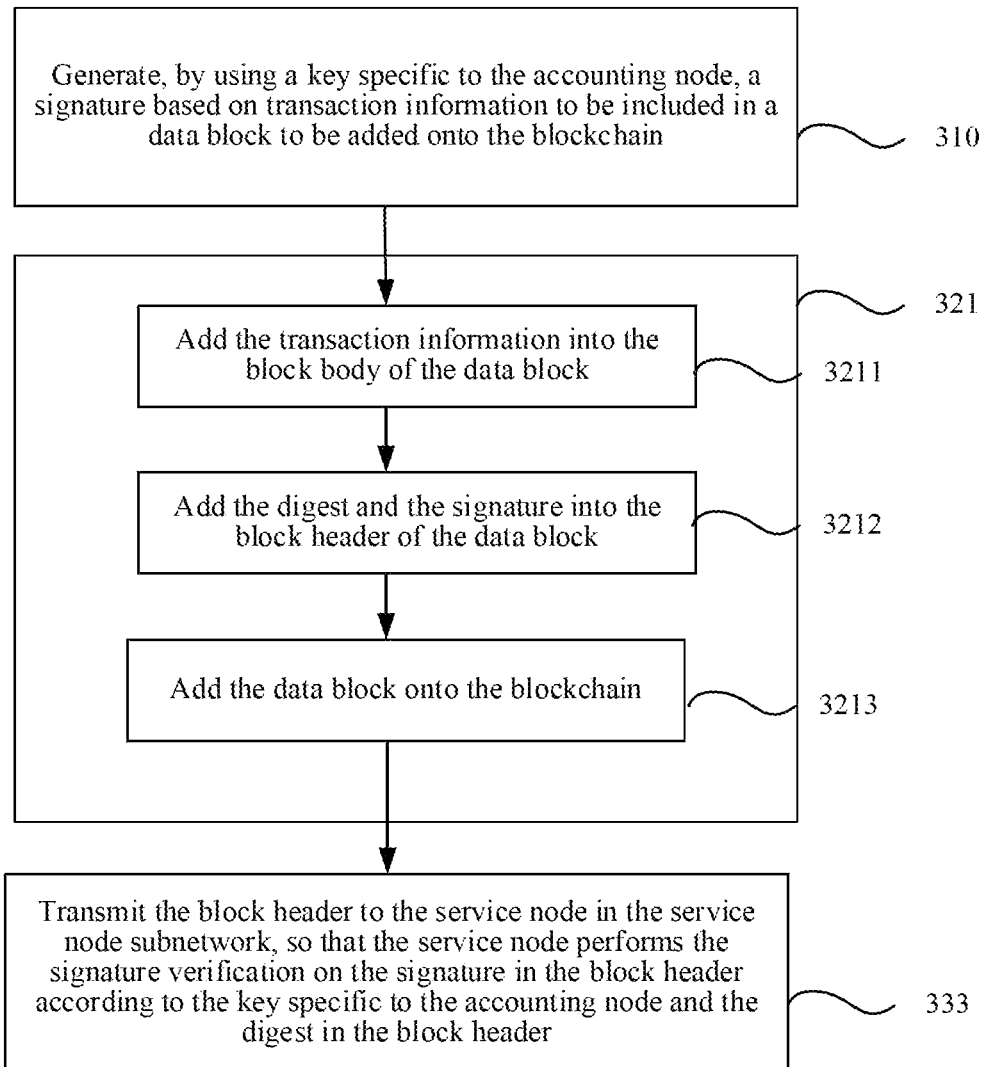 Generate, by using a key specific to the accounting node, a
signature based on transaction information to be included in a
data block to be added onto the blockchain
310
321
Add the transaction information into the
block body of the data block
3211
Add the digest and the signature into the
block header of the data block
3212
Add the data block onto the blockchain
3213
Transmit the block header to the service node in the service
node subnetwork, so that the service node performs the
signature verification on the signature in the block header
according to the key specific to the accounting node and the
digest in the block header
333